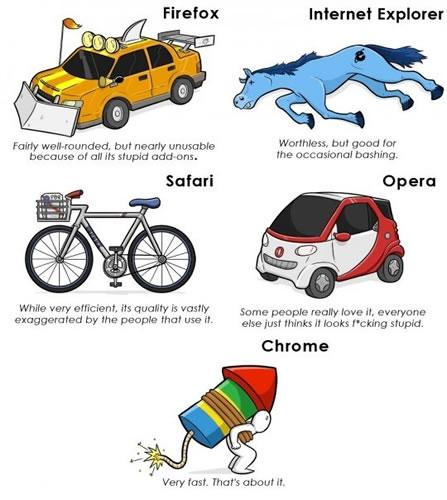 Firefox
Internet Explorer
Fairly well-rounded, but nearly unusable
because of all its stupid add-ons.
Worthless, but good for
the occasional bashing.
Safari
Opera
While very efficient, its quality is vastly
exaggerated by the people that use it.
Some people really love it, everyone
else just thinks it looks f*cking stupid.
Chrome
Very fast. That's about it.